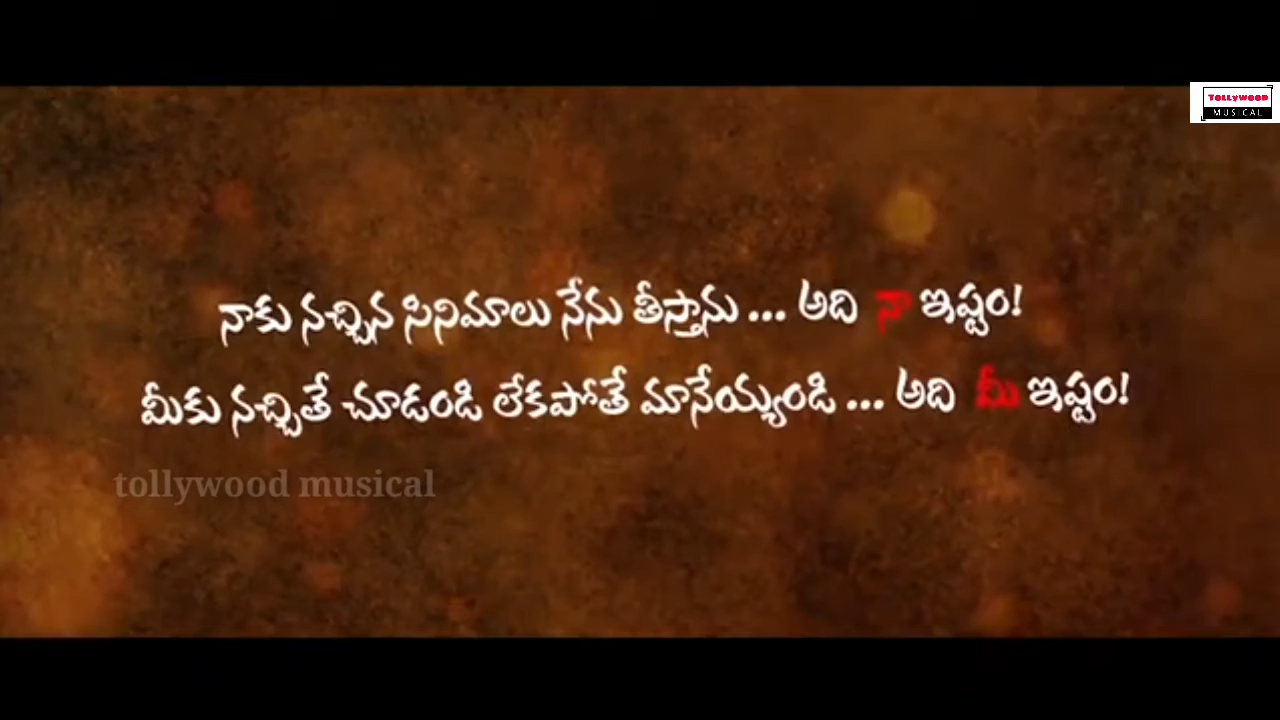 TOLLYWOOD
MUSICAL
నాకు నచ్చిన సినిమాలు నేను తీస్తాను ... అది నా ఇష్టం!
మీకు నచ్చితే చూడండి లేకపోతే మానేయ్యండి ... అది మీ ఇష్టం!
tollywood musical